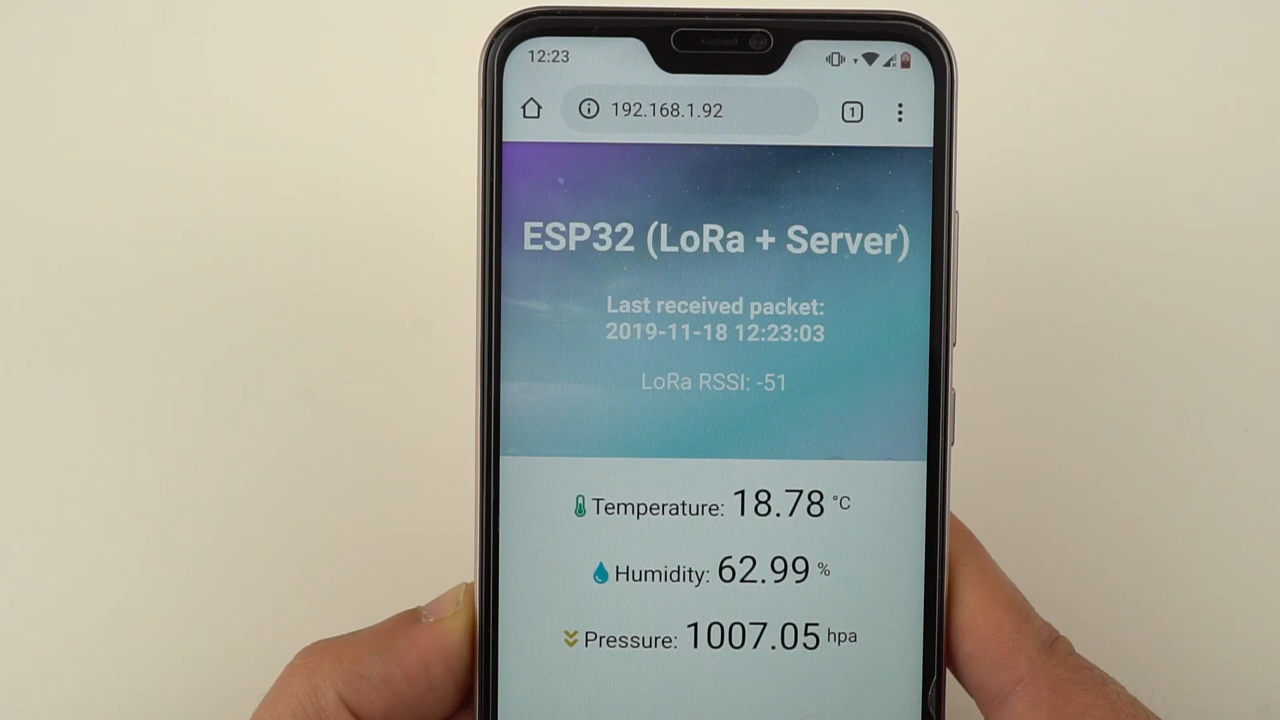 12:23
192.168.1.92
1
ESP32 (LoRa + Server)
Last received packet:
2019-11-18 12:23:03
LoRa RSSI: -51
Temperature: 18.78 °C
Humidity: 62.99 %
Pressure: 1007.05 hpa